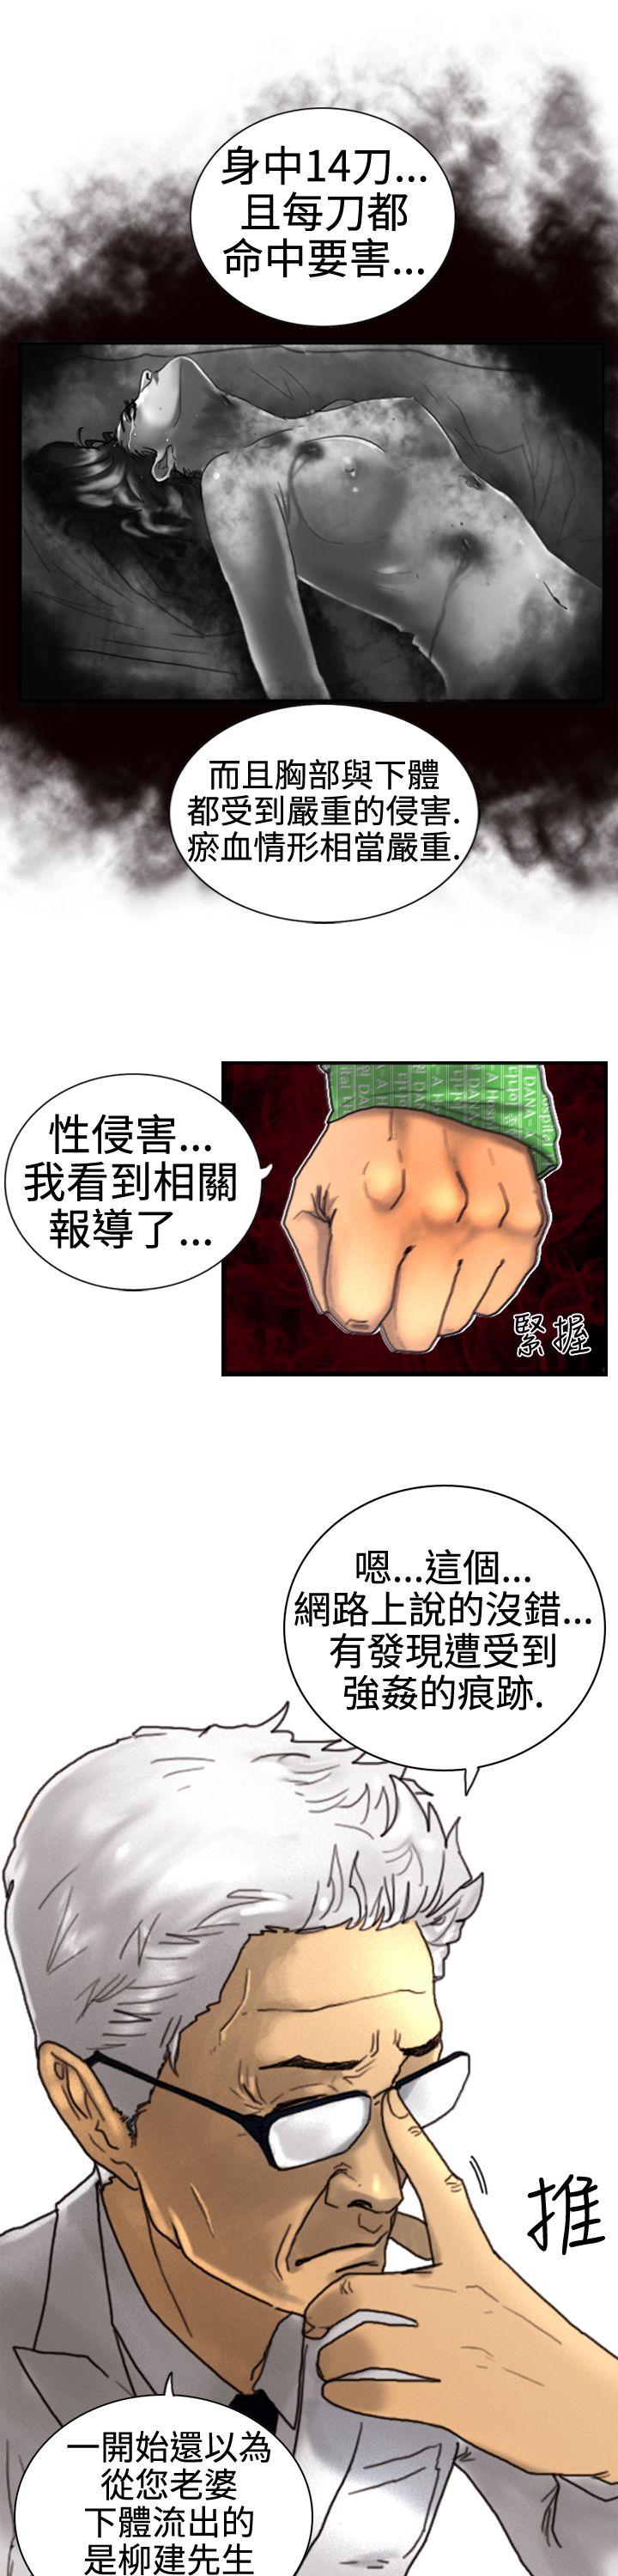 身中14刀...
且每刀都
命中要害...
而且胸部與下體
都受到嚴重的侵害.
瘀血情形相當嚴重.
性侵害...
我看到相關
報導了...
緊握
嗯...這個...
網路上說的沒錯...
有發現遭受到
強姦的痕跡.
推
一開始還以為
從您老婆
下體流出的
是柳建先生